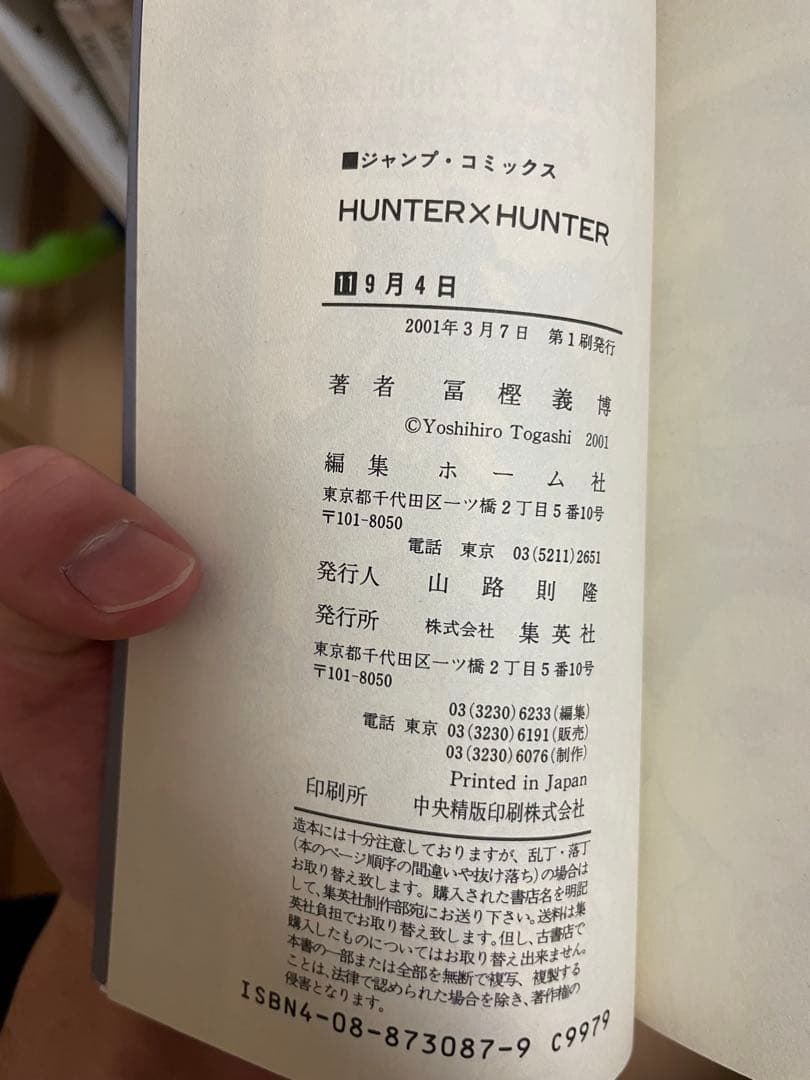 ■ジャンプ・コミックス
HUNTER×HUNTER
11 9月4日
2001年3月7日 第1刷発行
著者 冨樫義博
©Yoshihiro Togashi 2001
編集 ホーム社
東京都千代田区一ツ橋2丁目5番10号
〒101-8050
電話 東京 03(5211)2651
発行人 山路則隆
発行所 株式会社 集英社
東京都千代田区一ツ橋2丁目5番10号
〒101-8050
03(3230)6233(編集)
電話 東京 03(3230)6191(販売)
03(3230)6076(制作)
Printed in Japan
印刷所 中央精版印刷株式会社
造本には十分注意しておりますが、乱丁・落丁
(本のページ順序の間違いや抜け落ち)の場合は
お取り替え致します。購入された書店名を明記
して、集英社制作部宛にお送り下さい。送料は集
英社負担でお取り替え致します。但し、古書店で
購入したものについてはお取り替え出来ません。
本書の一部または全部を無断で複写、複製する
ことは、法律で認められた場合を除き、著作権の
侵害となります。
ISBN4-08-873087-9 C9979